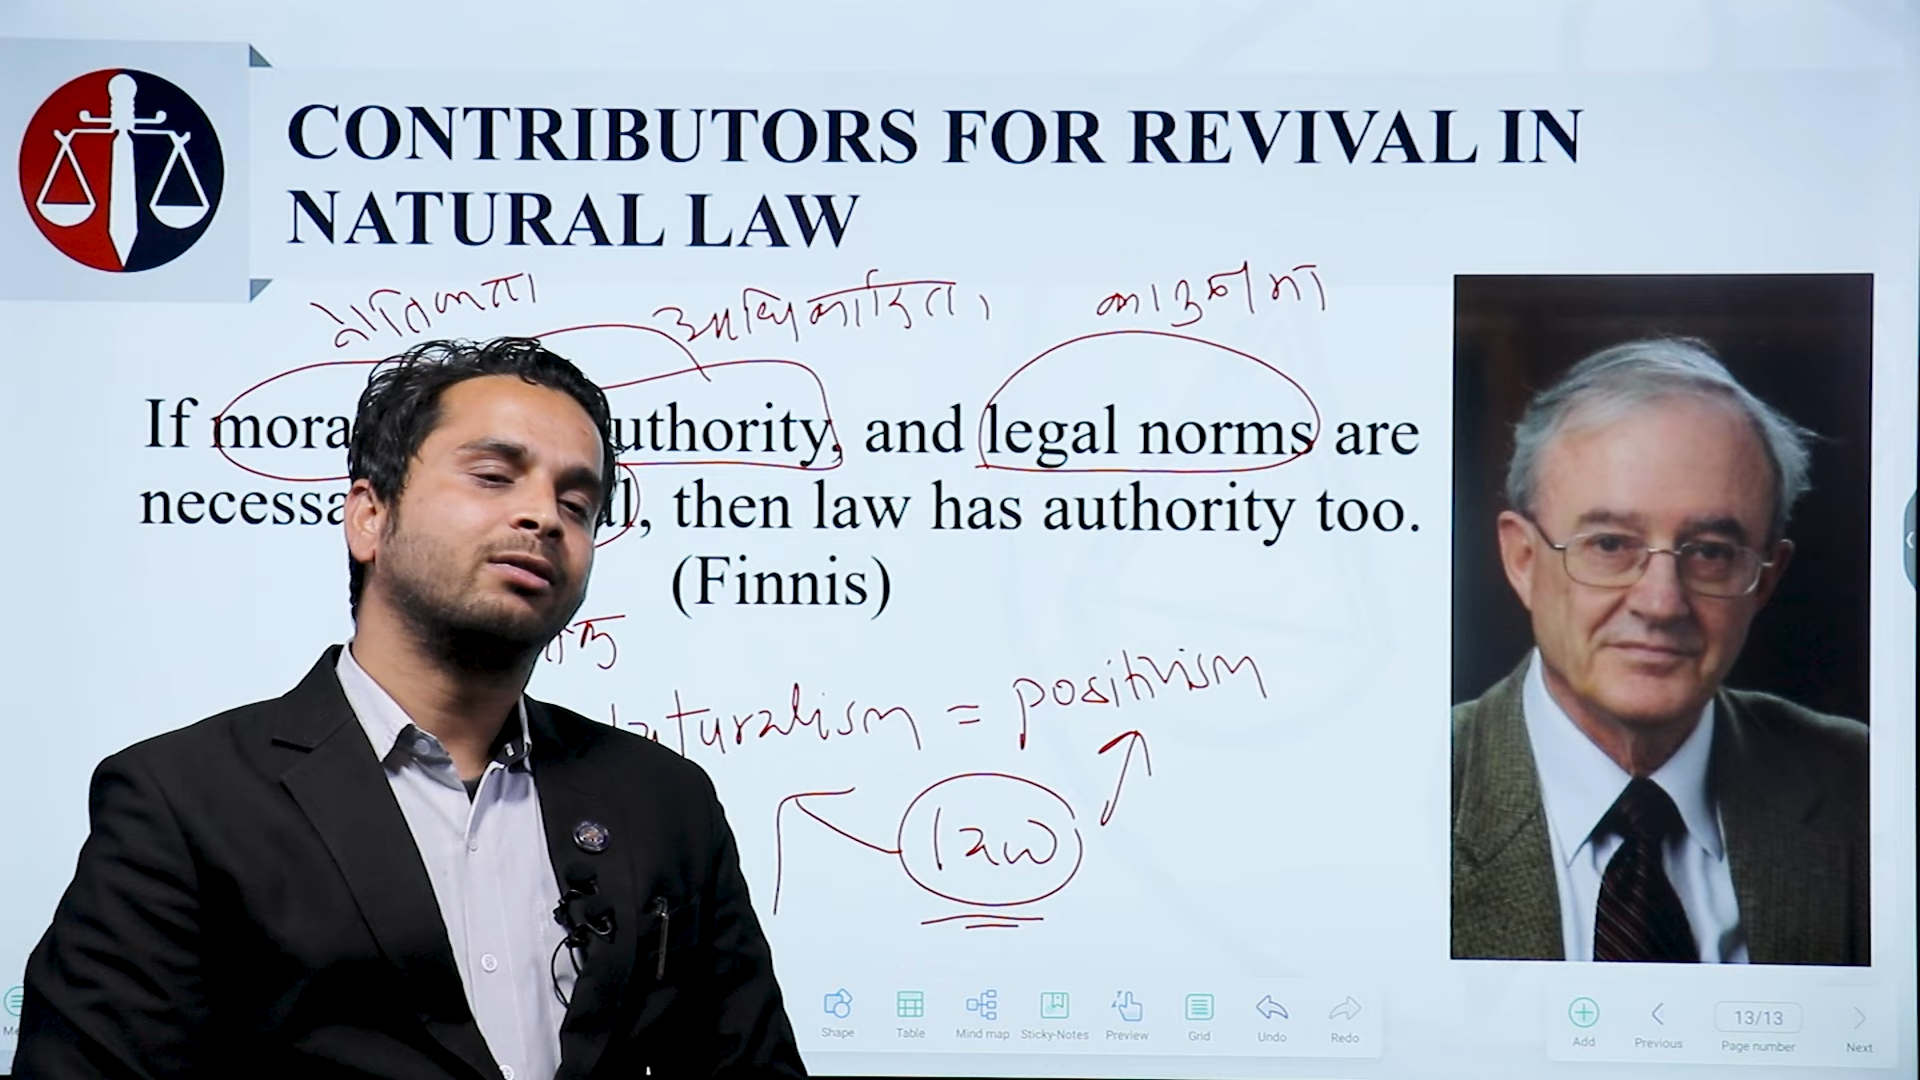 CONTRIBUTORS FOR REVIVAL IN
NATURAL LAW
नैतिकता
If mora uthority, and legal norms are
necessa l, then law has authority too.
(Finnis)
naturalism = positivism
law
Shape
Table
Mind map
Sticky-Notes
Preview
Grid
Undo
Redo
Add
Previous
13/13
Page number
Next